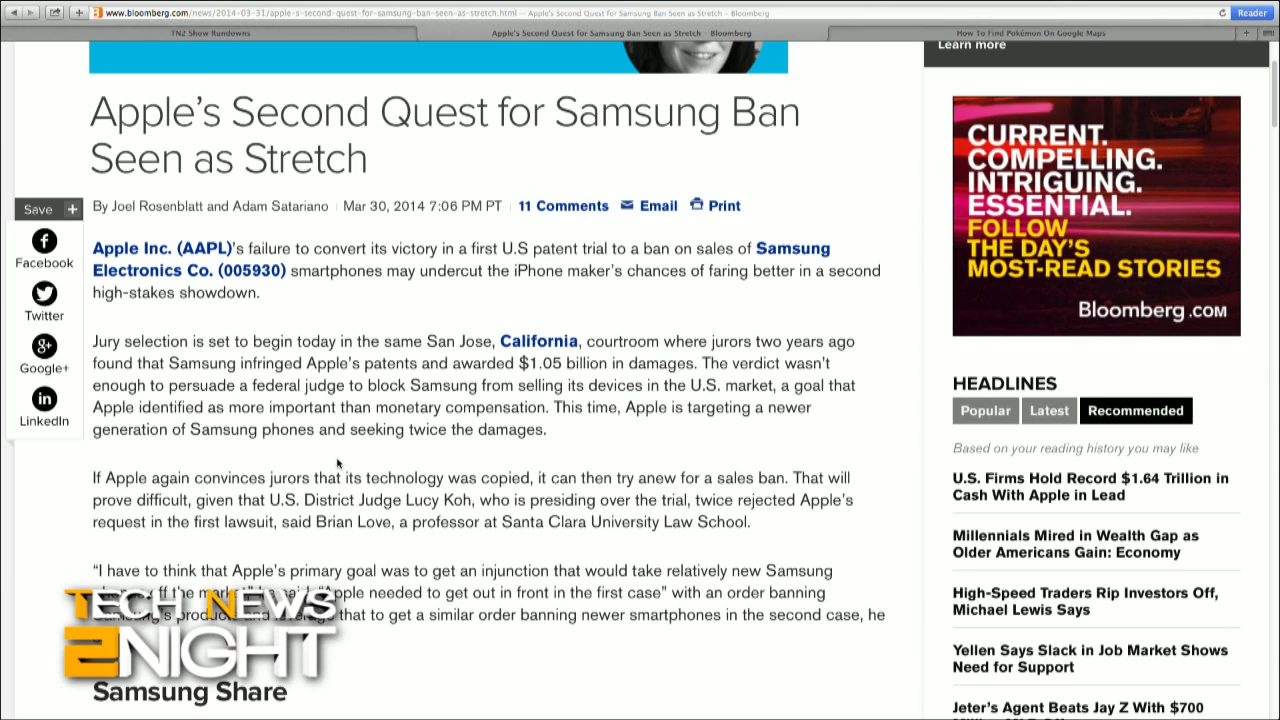 www.bloomberg.com/news/2014-03-31/apple-s-second-quest-for-samsung-ban-seen-as-stretch.html — Apple's Second Quest for Samsung Ban Seen as Stretch - Bloomberg
Reader
TN2 Show Rundowns
Apple's Second Quest for Samsung Ban Seen as Stretch - Bloomberg
How To Find Pokémon On Google Maps
Learn more
Apple's Second Quest for Samsung Ban
Seen as Stretch
Save +
By Joel Rosenblatt and Adam Satariano | Mar 30, 2014 7:06 PM PT | 11 Comments Email Print
Facebook
Twitter
Google+
LinkedIn
Apple Inc. (AAPL)'s failure to convert its victory in a first U.S patent trial to a ban on sales of Samsung
Electronics Co. (005930) smartphones may undercut the iPhone maker's chances of faring better in a second
high-stakes showdown.
Jury selection is set to begin today in the same San Jose, California, courtroom where jurors two years ago
found that Samsung infringed Apple's patents and awarded $1.05 billion in damages. The verdict wasn't
enough to persuade a federal judge to block Samsung from selling its devices in the U.S. market, a goal that
Apple identified as more important than monetary compensation. This time, Apple is targeting a newer
generation of Samsung phones and seeking twice the damages.
If Apple again convinces jurors that its technology was copied, it can then try anew for a sales ban. That will
prove difficult, given that U.S. District Judge Lucy Koh, who is presiding over the trial, twice rejected Apple's
request in the first lawsuit, said Brian Love, a professor at Santa Clara University Law School.
“I have to think that Apple's primary goal was to get an injunction that would take relatively new Samsung
off the needed to get out in front in the first case” with an order banning
that to get a similar order banning newer smartphones in the second case, he
Samsung Share
TECH NEWS
2NIGHT
CURRENT.
COMPELLING.
INTRIGUING.
ESSENTIAL.
FOLLOW
THE DAY'S
MOST-READ STORIES
Bloomberg.COM
HEADLINES
Popular Latest Recommended
Based on your reading history you may like
U.S. Firms Hold Record $1.64 Trillion in
Cash With Apple in Lead
Millennials Mired in Wealth Gap as
Older Americans Gain: Economy
High-Speed Traders Rip Investors Off,
Michael Lewis Says
Yellen Says Slack in Job Market Shows
Need for Support
Jeter's Agent Beats Jay Z With $700